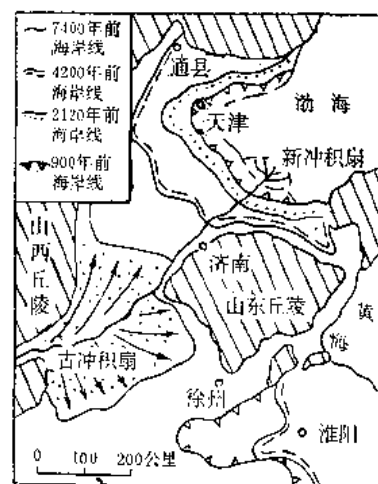 7400年前
海岸线
4200年前
海岸线
2120年前
海岸线
900年前
海岸线
通县
渤海
天津
新冲积扇
山西丘陵
济南
山东丘陵
黄海
古冲积扇
徐州
淮阳
0 100 200公里